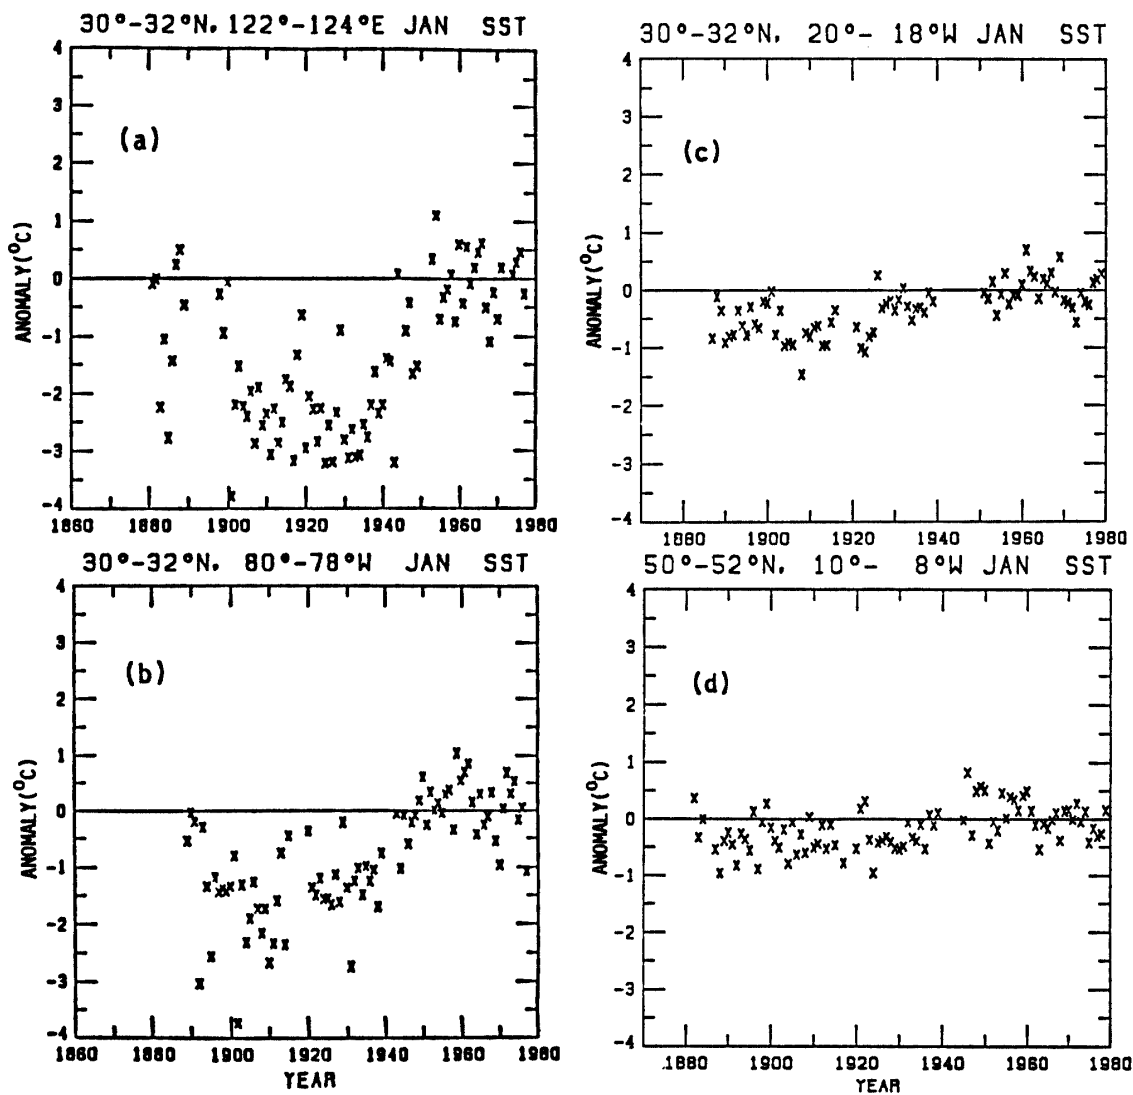 30°-32°N, 122°-124°E JAN SST
4
3
2
1
0
-1
-2
-3
-4
ANOMALY(°C)
(a)
1860 1880 1900 1920 1940 1960 1980
30°-32°N, 20°- 18°W JAN SST
4
3
2
1
0
-1
-2
-3
-4
ANOMALY(°C)
(c)
1880 1900 1920 1940 1960 1980
30°-32°N, 80°-78°W JAN SST
4
3
2
1
0
-1
-2
-3
-4
ANOMALY(°C)
(b)
1860 1880 1900 1920 1940 1960 1980
YEAR
50°-52°N, 10°- 8°W JAN SST
4
3
2
1
0
-1
-2
-3
-4
ANOMALY(°C)
(d)
1880 1900 1920 1940 1960 1980
YEAR